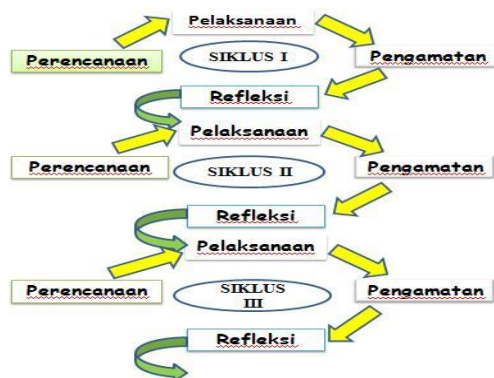 Pelaksanaan
Perencanaan
SIKLUS I
Pengamatan
Refleksi
Pelaksanaan
Perencanaan
SIKLUS II
Pengamatan
Refleksi
Pelaksanaan
Perencanaan
SIKLUS
III
Pengamatan
Refleksi